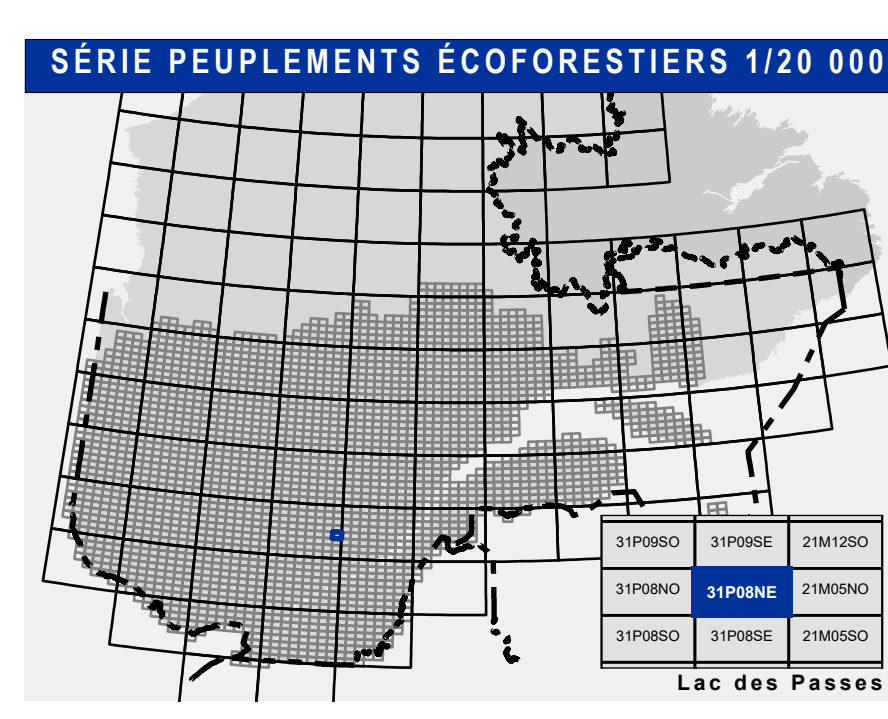 SÉRIE PEUPLEMENTS ÉCOFORESTIERS 1/20 000
31P09SO 31P09SE 21M12SO
31P08NO 31P08NE 21M05NO
31P08SO 31P08SE 21M05SO
Lac des Passes